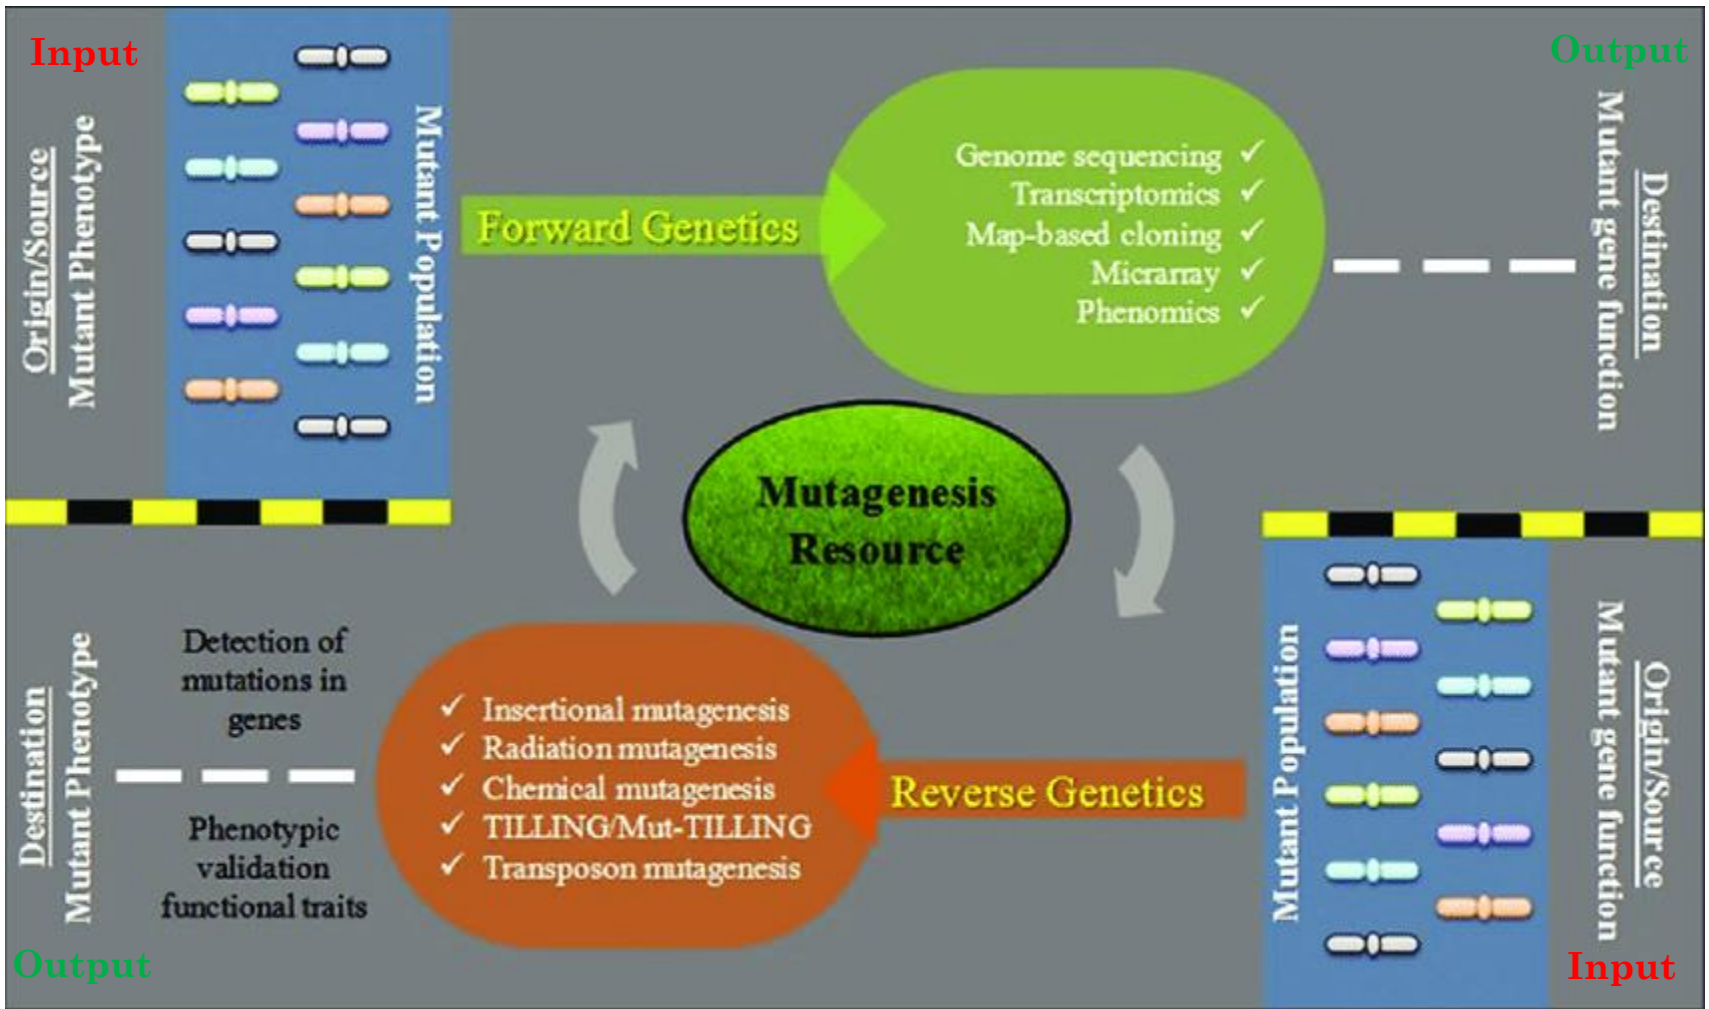 Input
Origin/Source
Mutant Phenotype
Mutant Population
Forward Genetics
Genome sequencing ✓
Transcriptomics ✓
Map-based cloning ✓
Micrarray ✓
Phenomics ✓
Output
Destination
Mutant gene function
Mutagenesis
Resource
Destination
Mutant Phenotype
Output
Detection of
mutations in
genes
Phenotypic
validation
functional traits
✓ Insertional mutagenesis
✓ Radiation mutagenesis
✓ Chemical mutagenesis
✓ TILLING/Mut-TILLING
✓ Transposon mutagenesis
Reverse Genetics
Mutant Population
Origin/Source
Mutant gene function
Input